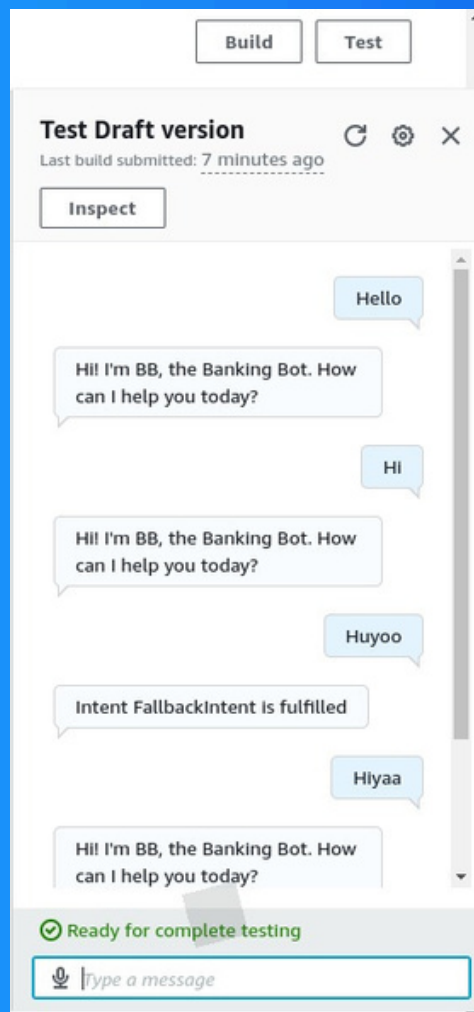 Build Test
Test Draft version
Last build submitted: 7 minutes ago
Inspect
Hello
Hi! I'm BB, the Banking Bot. How
can I help you today?
Hi
Hi! I'm BB, the Banking Bot. How
can I help you today?
Huyoo
Intent FallbackIntent is fulfilled
Hiyaa
Hi! I'm BB, the Banking Bot. How
can I help you today?
Ready for complete testing
Type a message